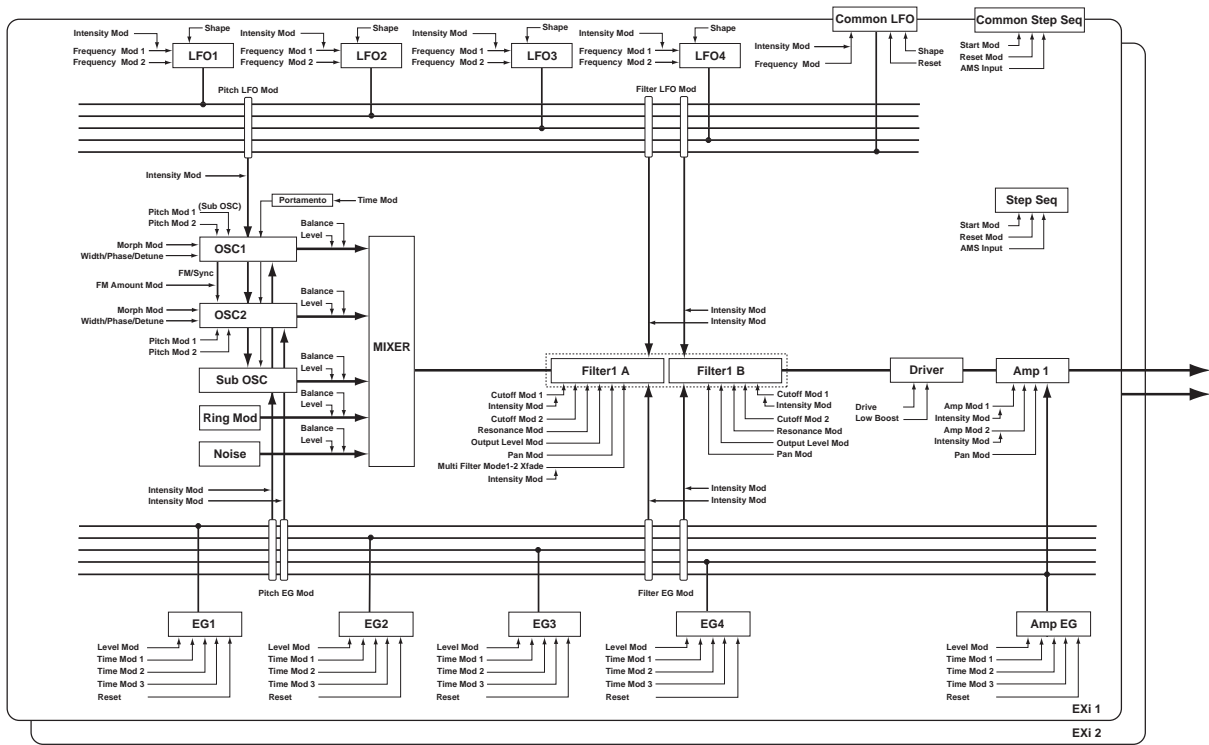 Common LFO
Common Step Seq
Intensity Mod
Shape
Frequency Mod 1
Frequency Mod 2
LFO1
Intensity Mod
Shape
Frequency Mod 1
Frequency Mod 2
LFO2
Intensity Mod
Shape
Frequency Mod 1
Frequency Mod 2
LFO3
Intensity Mod
Shape
Frequency Mod 1
Frequency Mod 2
LFO4
Intensity Mod
Frequency Mod
Shape
Reset
Start Mod
Reset Mod
AMS Input
Pitch LFO Mod
Filter LFO Mod
Intensity Mod
Portamento
Time Mod
(Sub OSC)
Pitch Mod 1
Pitch Mod 2
Step Seq
Start Mod
Reset Mod
AMS Input
Morph Mod
Width/Phase/Detune
OSC1
Balance
Level
FM/Sync
FM Amount Mod
Morph Mod
Width/Phase/Detune
OSC2
Balance
Level
Pitch Mod 1
Pitch Mod 2
MIXER
Intensity Mod
Intensity Mod
Sub OSC
Balance
Level
Ring Mod
Balance
Level
Noise
Balance
Level
Filter1 A
Filter1 B
Driver
Amp 1
Cutoff Mod 1
Intensity Mod
Cutoff Mod 2
Resonance Mod
Output Level Mod
Pan Mod
Multi Filter Mode1-2 Xfade
Intensity Mod
Cutoff Mod 1
Intensity Mod
Cutoff Mod 2
Resonance Mod
Output Level Mod
Pan Mod
Drive
Low Boost
Amp Mod 1
Intensity Mod
Amp Mod 2
Intensity Mod
Pan Mod
Intensity Mod
Intensity Mod
Intensity Mod
Intensity Mod
Pitch EG Mod
Filter EG Mod
EG1
Level Mod
Time Mod 1
Time Mod 2
Time Mod 3
Reset
EG2
Level Mod
Time Mod 1
Time Mod 2
Time Mod 3
Reset
EG3
Level Mod
Time Mod 1
Time Mod 2
Time Mod 3
Reset
EG4
Level Mod
Time Mod 1
Time Mod 2
Time Mod 3
Reset
Amp EG
Level Mod
Time Mod 1
Time Mod 2
Time Mod 3
Reset
EXi 1
EXi 2